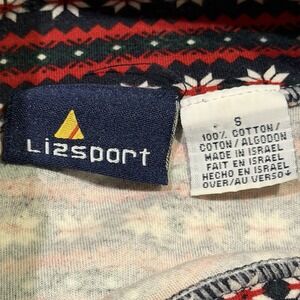 Lizsport
S
100% COTTON/
COTON/ALGODON
MADE IN ISRAEL
FAIT EN ISRAEL
HECHO EN ISRAEL
OVER/AU VERSO↓